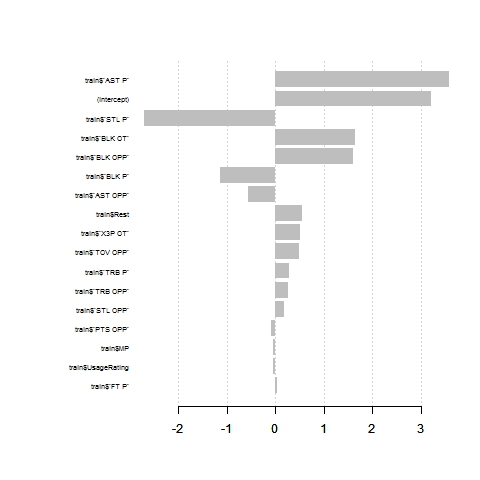 train$`AST P`
(Intercept)
train$`STL P`
train$`BLK OT`
train$`BLK OPP`
train$`BLK P`
train$`AST OPP`
train$Rest
train$`X3P OT`
train$`TOV OPP`
train$`TRB P`
train$`TRB OPP`
train$`STL OPP`
train$`PTS OPP`
train$MP
train$UsageRating
train$`FT P`
-2 -1 0 1 2 3